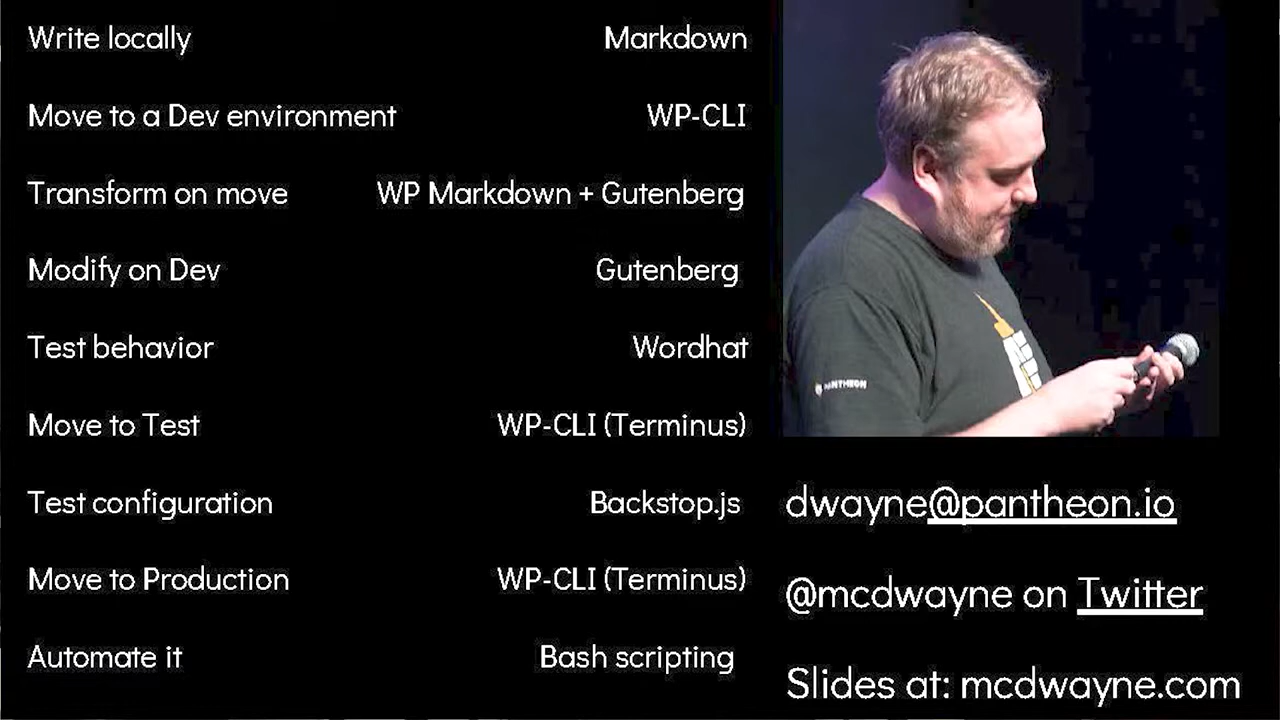 Write locally Markdown
Move to a Dev environment WP-CLI
Transform on move WP Markdown + Gutenberg
Modify on Dev Gutenberg
Test behavior Wordhat
Move to Test WP-CLI (Terminus)
Test configuration Backstop.js
Move to Production WP-CLI (Terminus)
Automate it Bash scripting
PANTHEON
dwayne@pantheon.io
@mcdwayne on Twitter
Slides at: mcdwayne.com